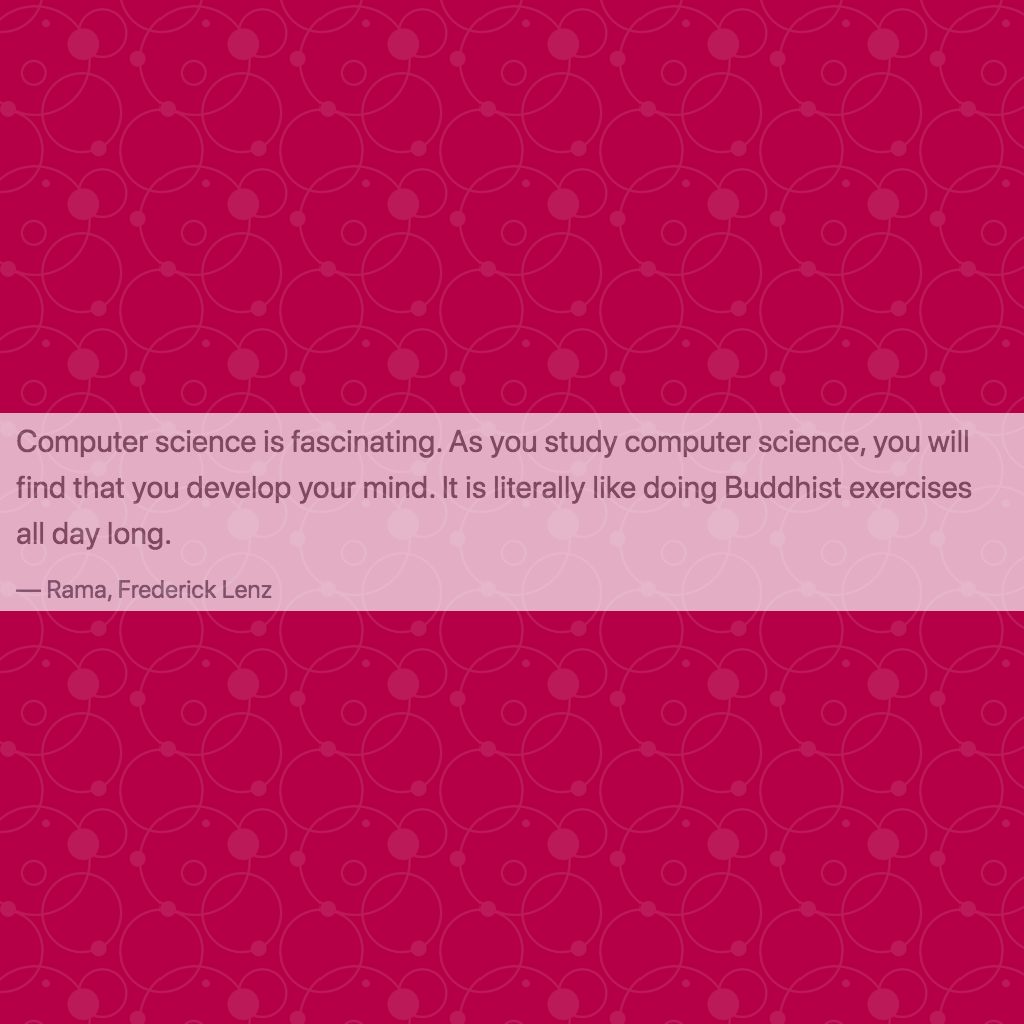 Computer science is fascinating. As you study computer science, you will
find that you develop your mind. It is literally like doing Buddhist exercises
all day long.
— Rama, Frederick Lenz